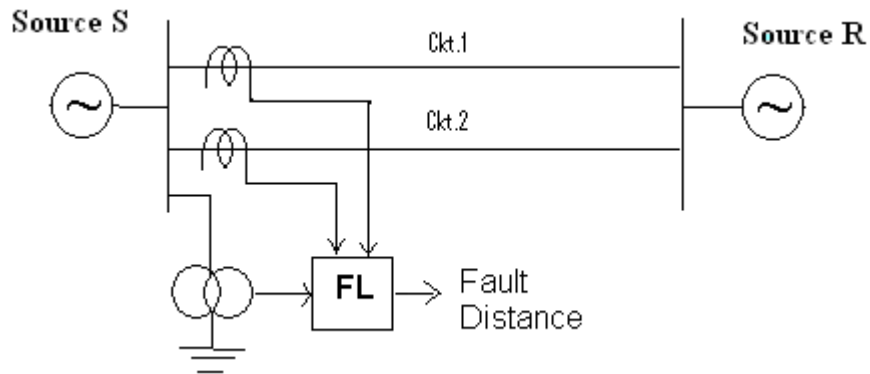 Source S
Ckt.1
Source R
Ckt.2
FL
Fault
Distance